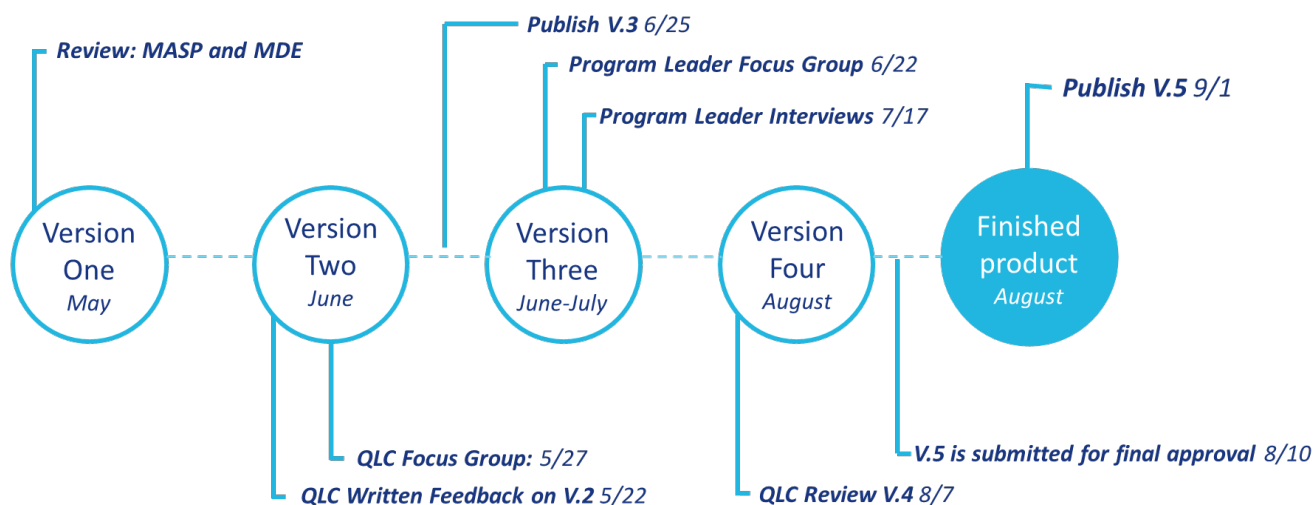 Publish V.3 6/25
Review: MASP and MDE
Program Leader Focus Group 6/22
Publish V.5 9/1
Program Leader Interviews 7/17
Version
One
May
Version
Two
June
Version
Three
June-July
Version
Four
August
Finished
product
August
QLC Focus Group: 5/27
V.5 is submitted for final approval 8/10
QLC Written Feedback on V.2 5/22
QLC Review V.4 8/7